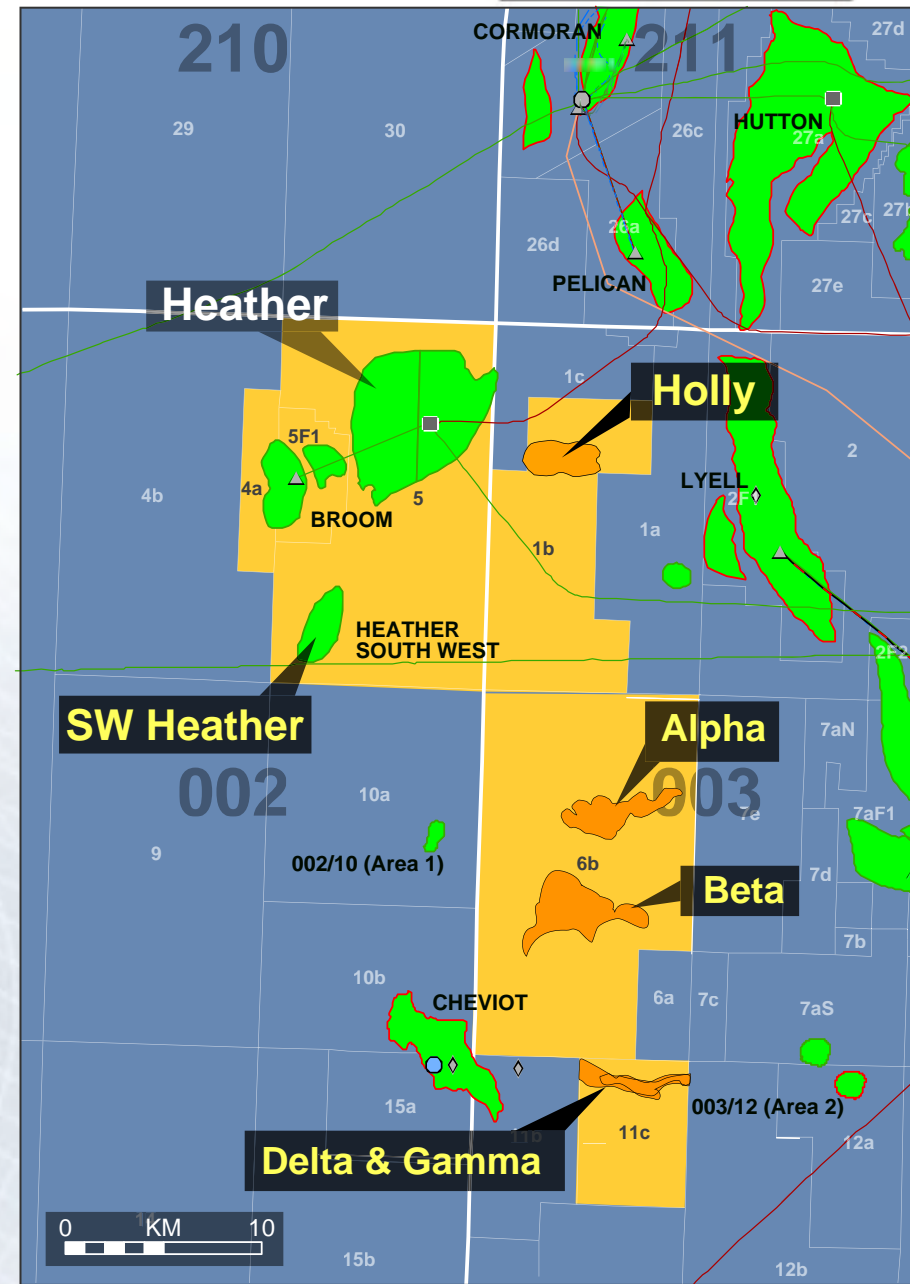 CORMORAN
210
211
27d
29
30
26c
HUTTON
27a
26d
26a
27c
27b
PELICAN
27e
Heather
1c
Holly
5F1
2
4b
4a
5
LYELL
BROOM
1a
1b
HEATHER
SOUTH WEST
2F2
SW Heather
Alpha
7aN
002
003
10a
7e
7aF1
9
002/10 (Area 1)
6b
7d
Beta
7b
10b
CHEVIOT
6a
7c
7aS
15a
003/12 (Area 2)
11b
11c
12a
Delta & Gamma
0 KM 10
15b
12b